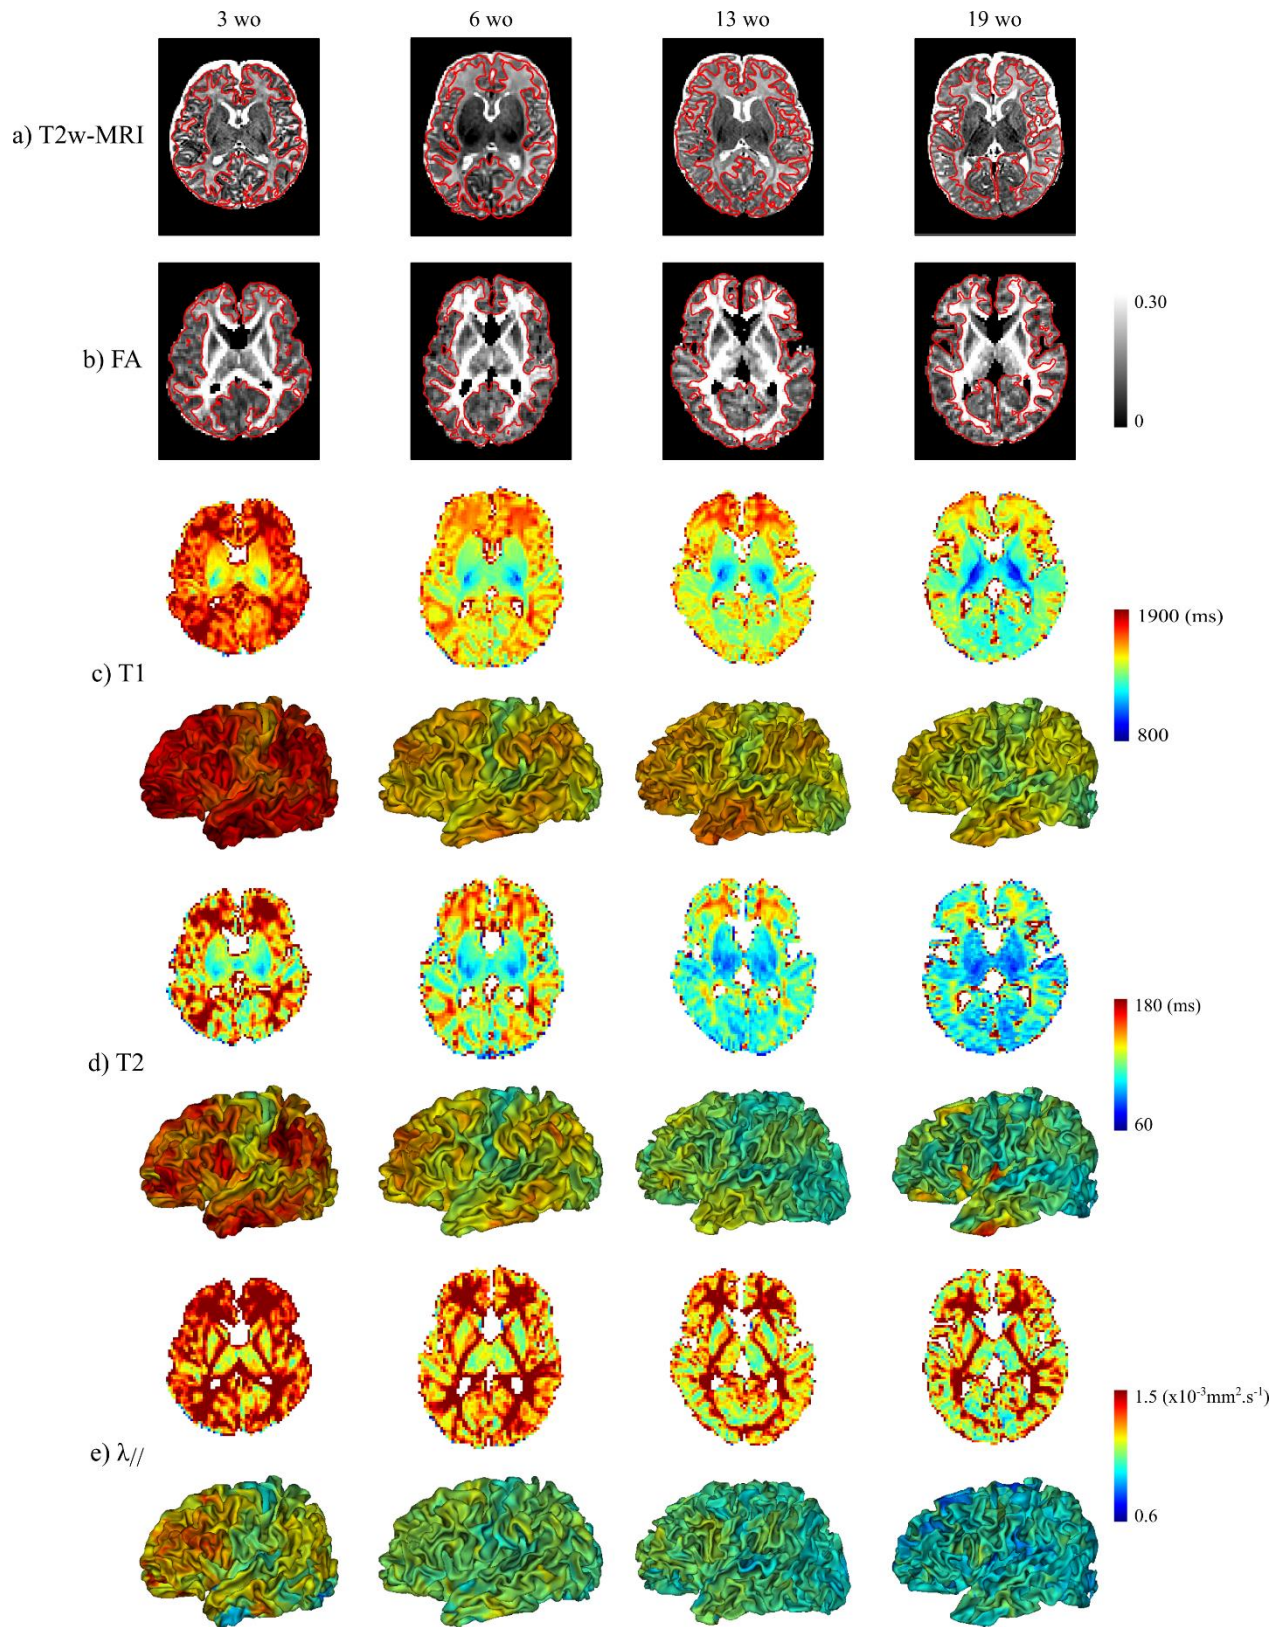 3 wo 6 wo 13 wo 19 wo
a) T2w-MRI
0.30
b) FA
0
1900 (ms)
c) T1
800
180 (ms)
d) T2
60
1.5 (x10⁻³mm².s⁻¹)
e) λ//
0.6